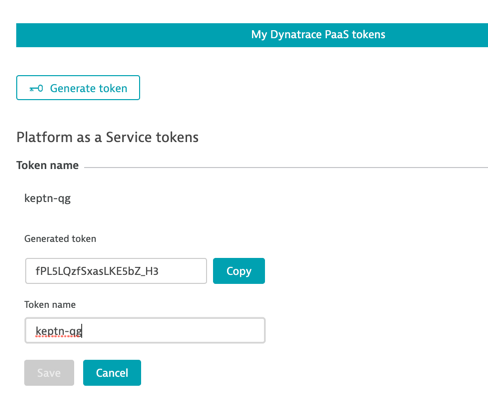 My Dynatrace PaaS tokens
Generate token
Platform as a Service tokens
Token name
keptn-qg
Generated token
fPL5LQzfSxasLKE5bZ_H3
Copy
Token name
keptn-qg
Save
Cancel